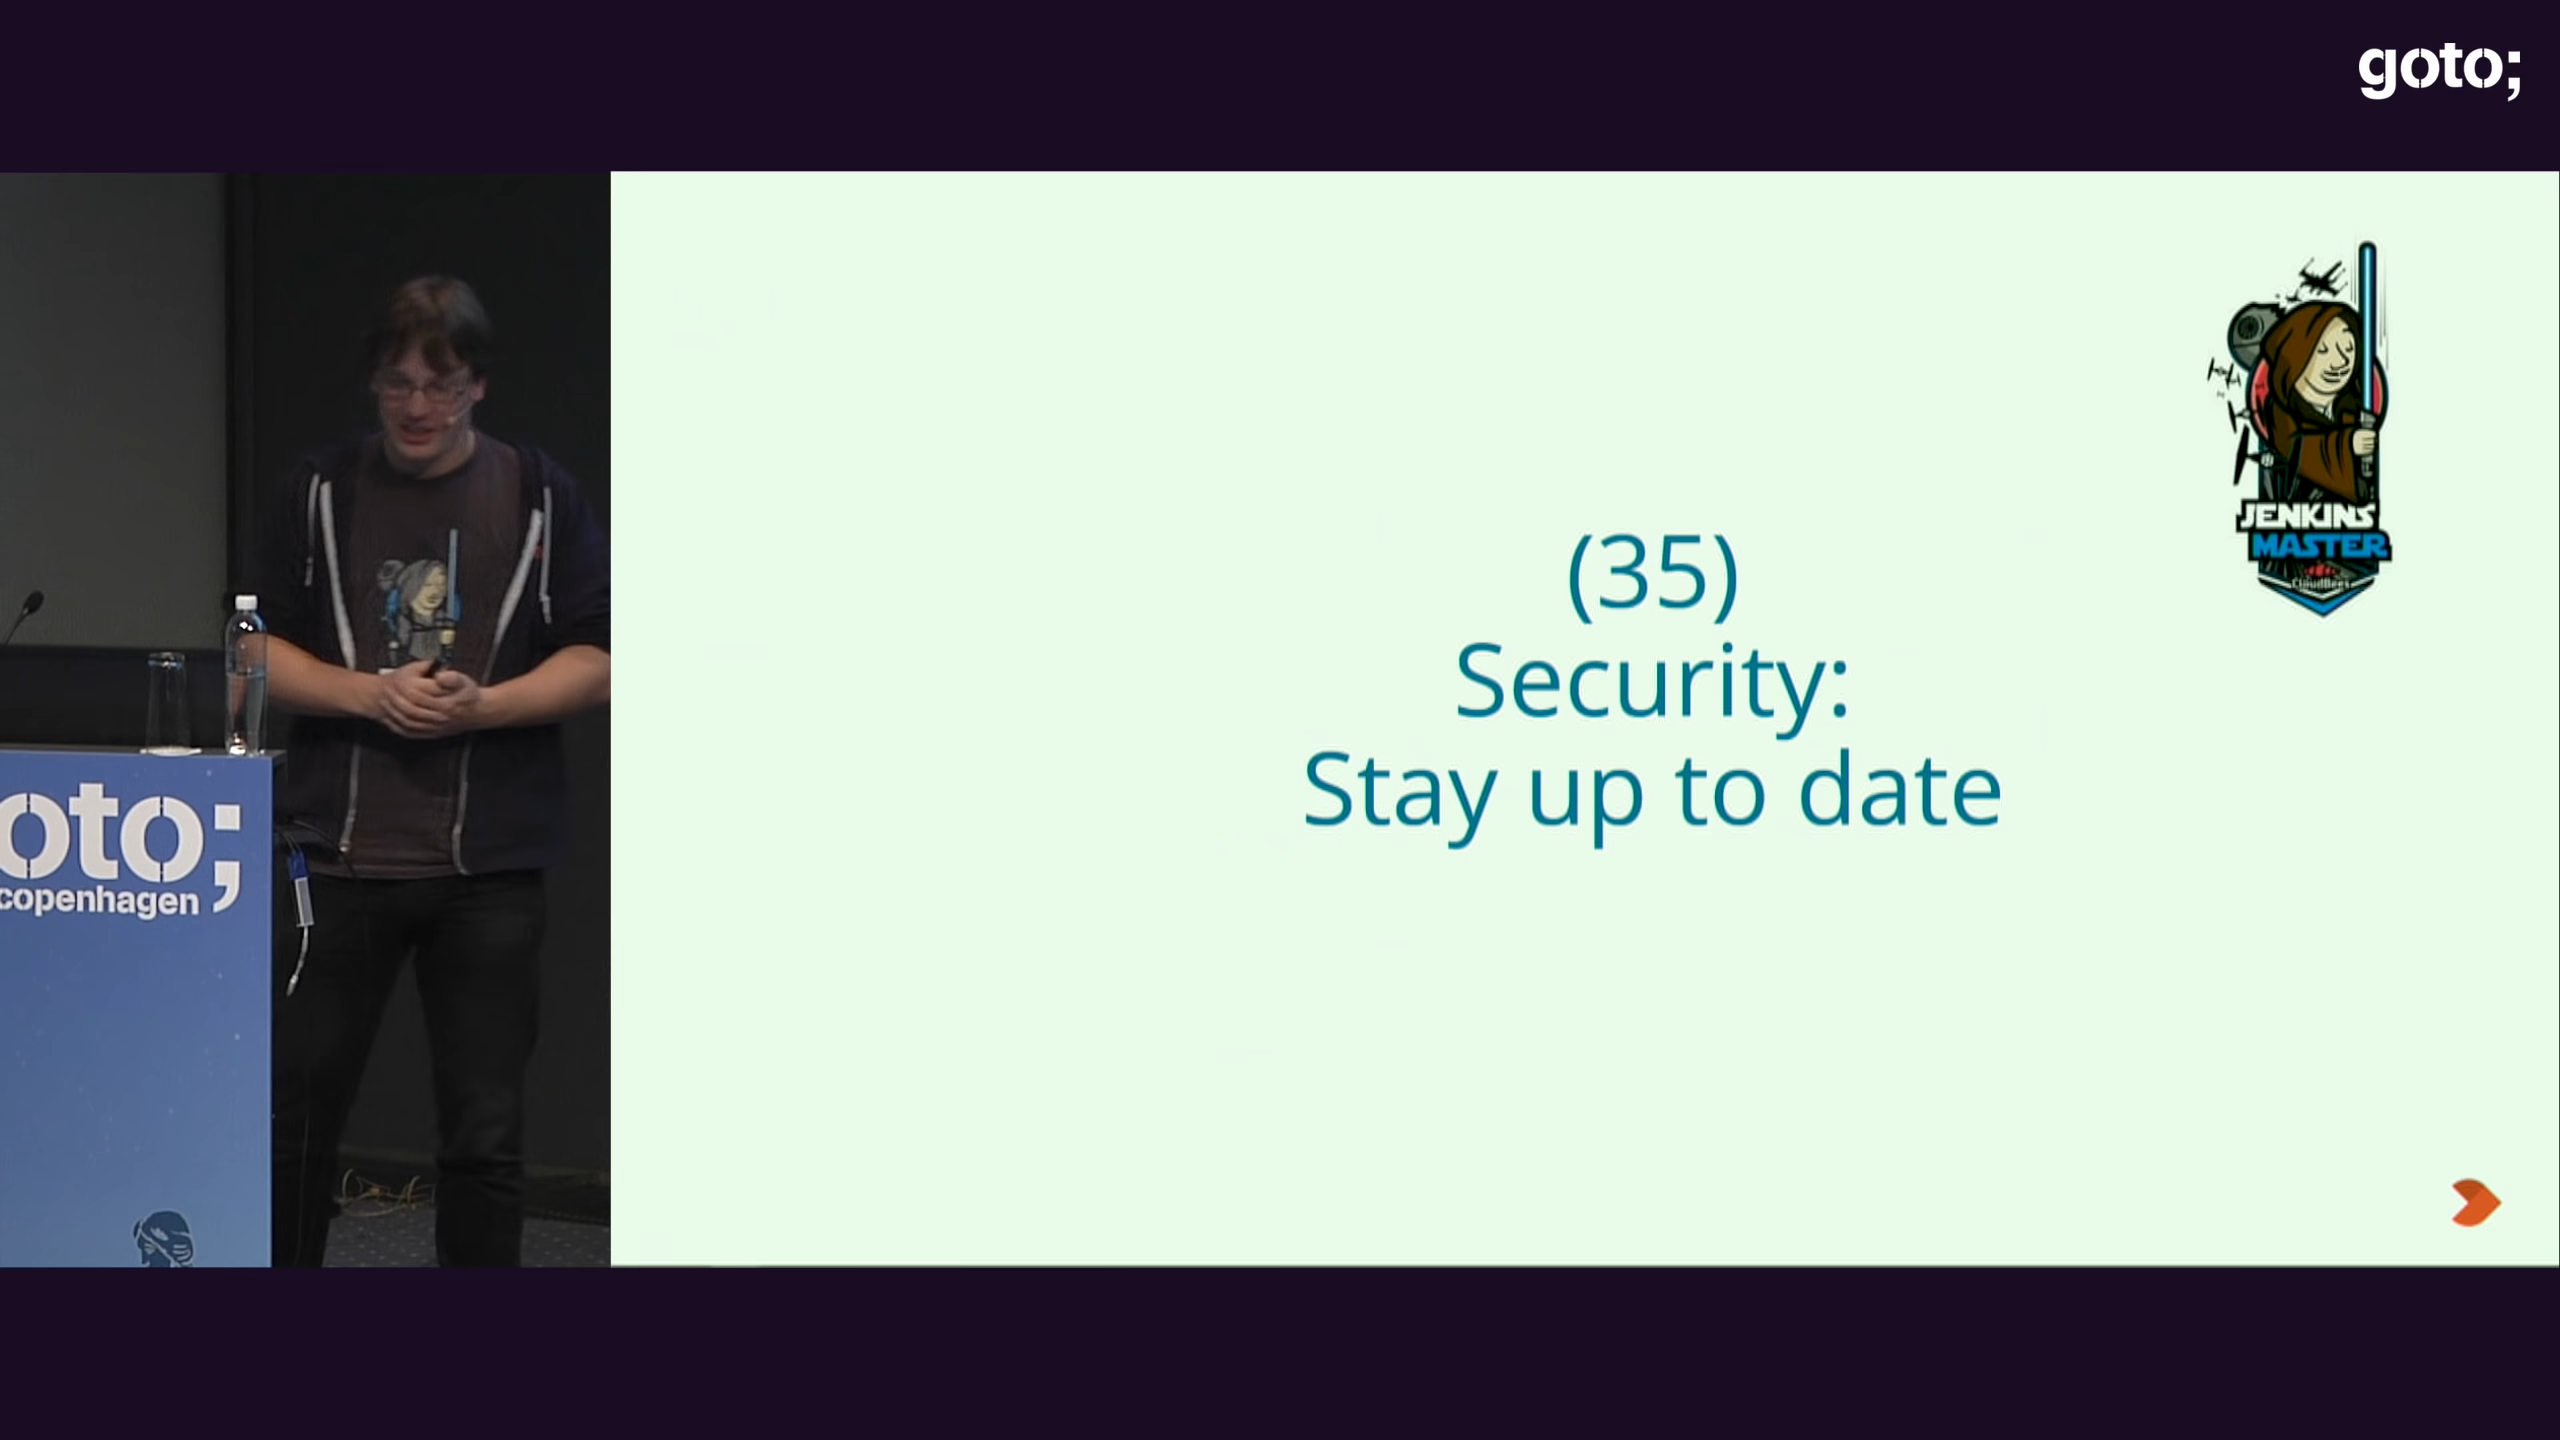 goto;
(35)
Security:
Stay up to date
JENKINS
MASTER
CloudBees
oto;
copenhagen